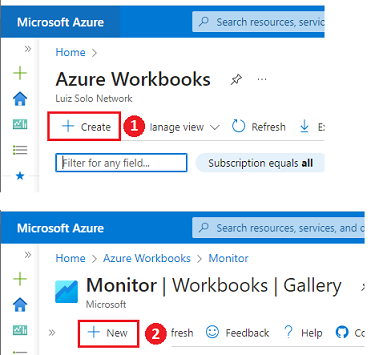 Microsoft Azure
Search resources, services
Home >
Azure Workbooks
Luiz Solo Network
+ Create 1 lanage view Refresh
Filter for any field...
Subscription equals all
Microsoft Azure
Search resources, services, and
Home > Azure Workbooks > Monitor
Monitor | Workbooks | Gallery
Microsoft
+ New 2 fresh Feedback ? Help